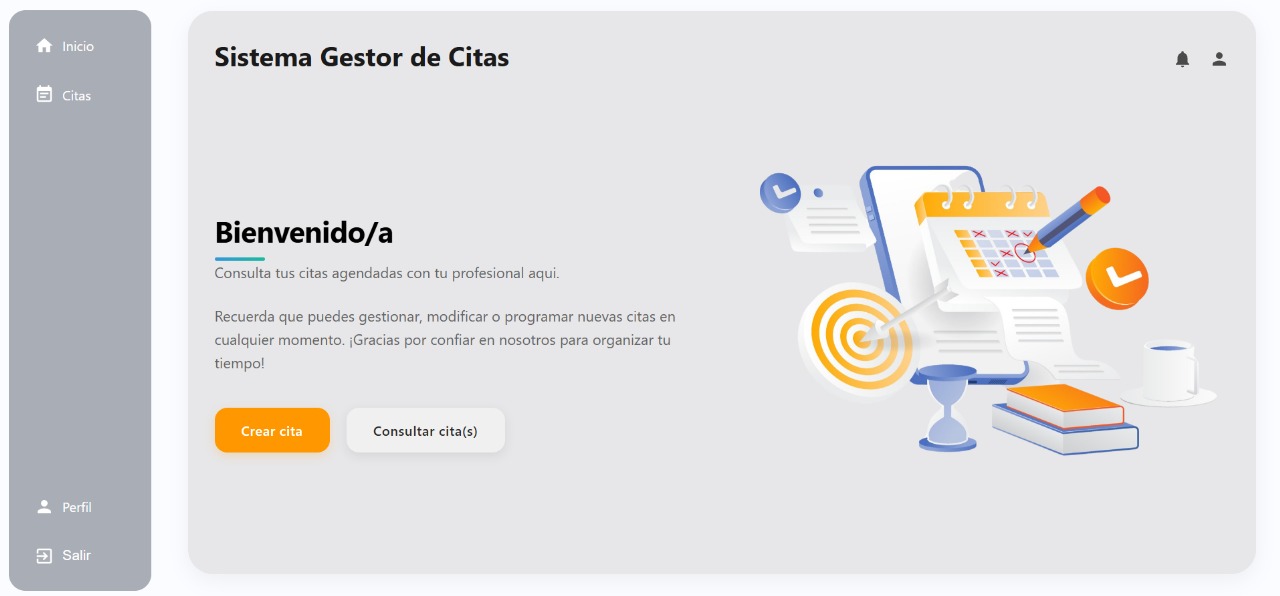 Inicio
Citas
Perfil
Salir
Sistema Gestor de Citas
Bienvenido/a
Consulta tus citas agendadas con tu profesional aqui.
Recuerda que puedes gestionar, modificar o programar nuevas citas en
cualquier momento. ¡Gracias por confiar en nosotros para organizar tu
tiempo!
Crear cita
Consultar cita(s)